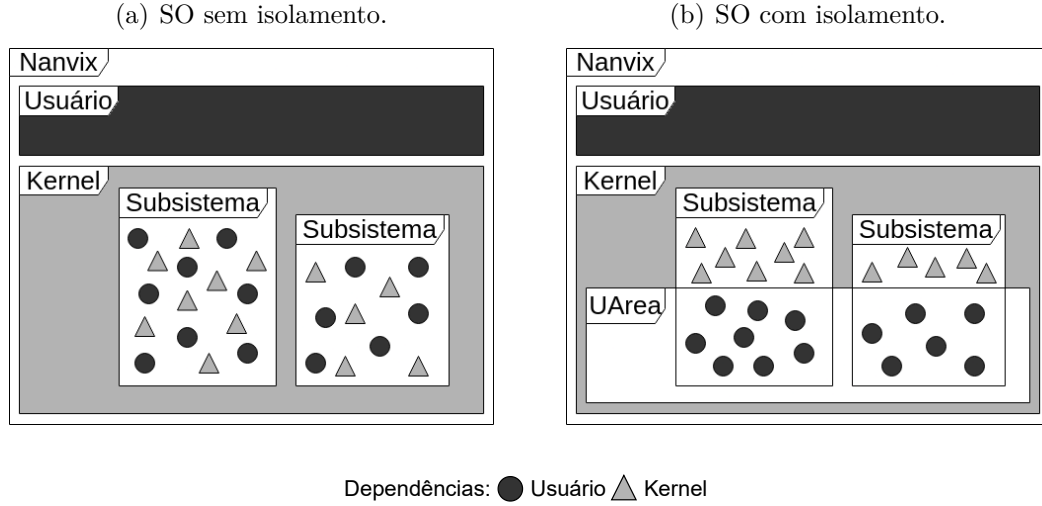 (a) SO sem isolamento.
(b) SO com isolamento.
Nanvix
Usuário
Kernel
Subsistema
Subsistema
Nanvix
Usuário
Kernel
Subsistema
Subsistema
UArea
Dependências: Usuário Kernel